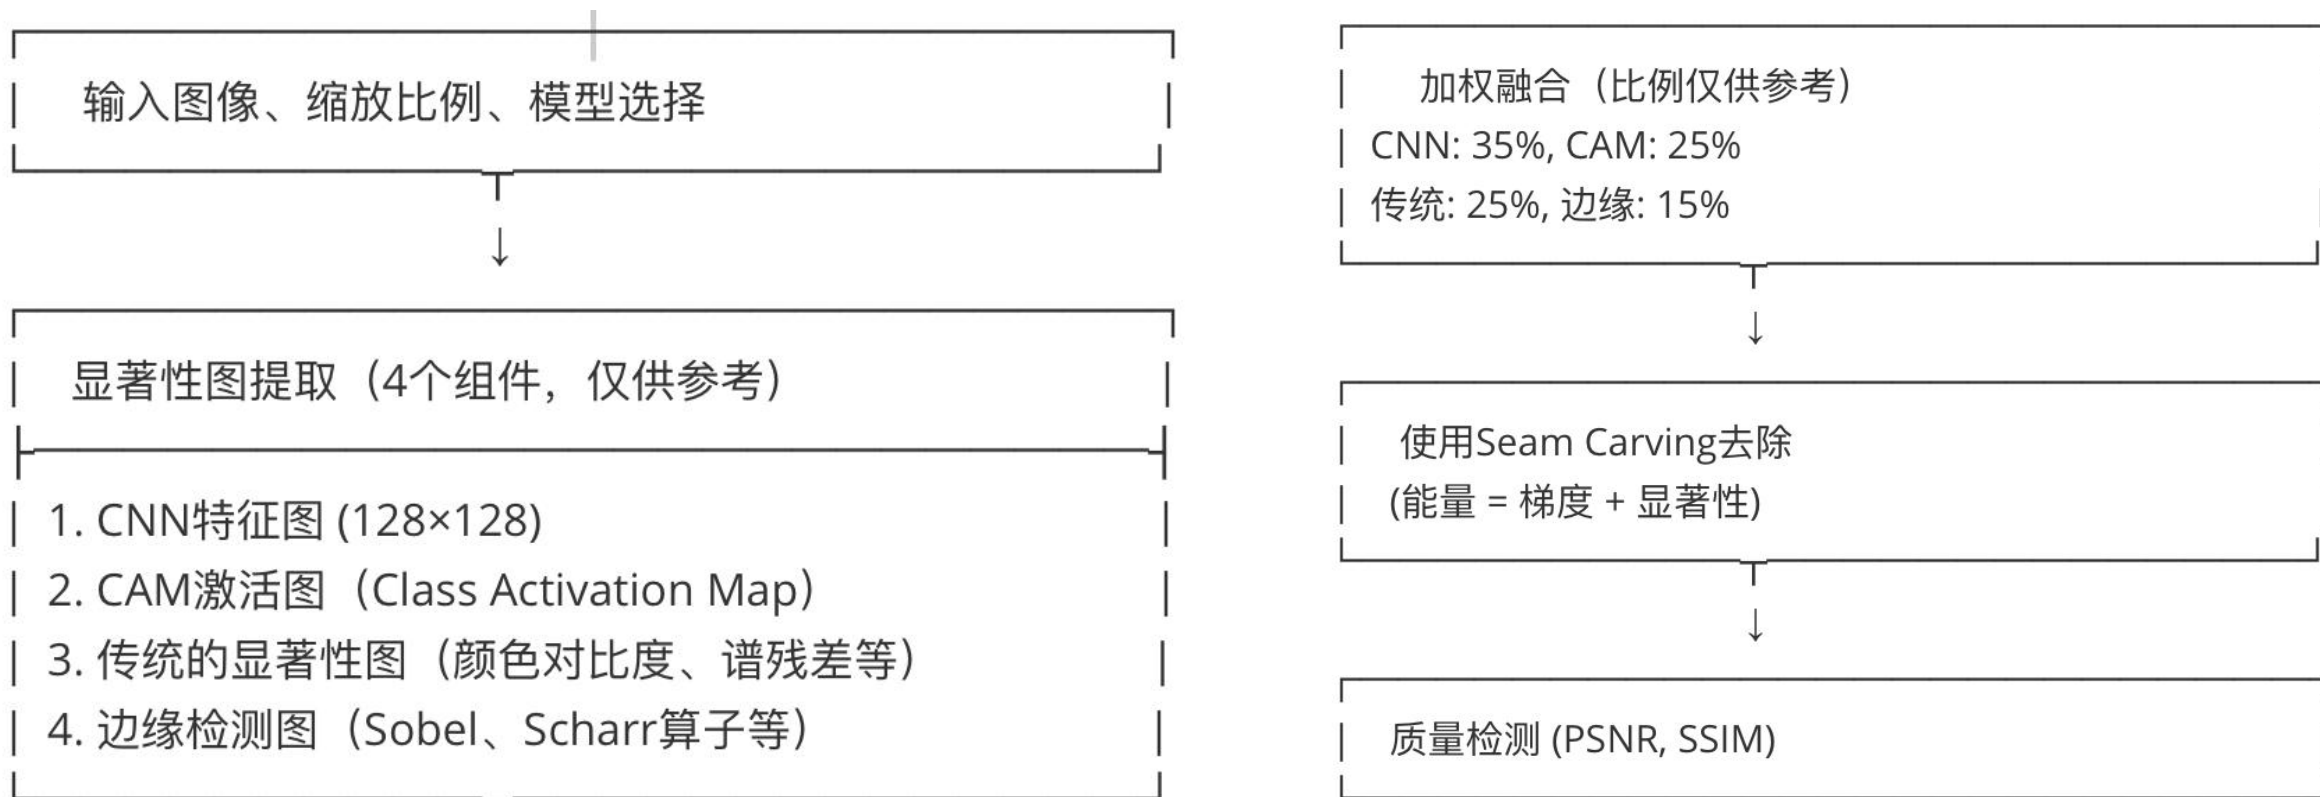 输入图像、缩放比例、模型选择
↓
显著性图提取（4个组件，仅供参考）
1. CNN特征图 (128×128)
2. CAM激活图（Class Activation Map）
3. 传统的显著性图（颜色对比度、谱残差等）
4. 边缘检测图（Sobel、Scharr算子等）
加权融合（比例仅供参考）
CNN: 35%, CAM: 25%
传统: 25%, 边缘: 15%
↓
使用Seam Carving去除
(能量 = 梯度 + 显著性)
↓
质量检测 (PSNR, SSIM)